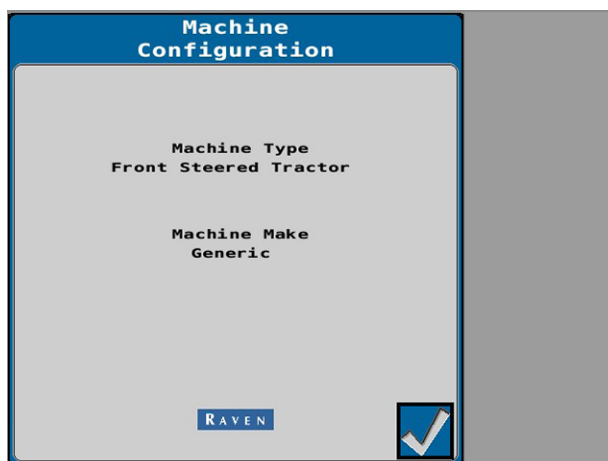 Machine
Configuration
Machine Type
Front Steered Tractor
Machine Make
Generic
RAVEN